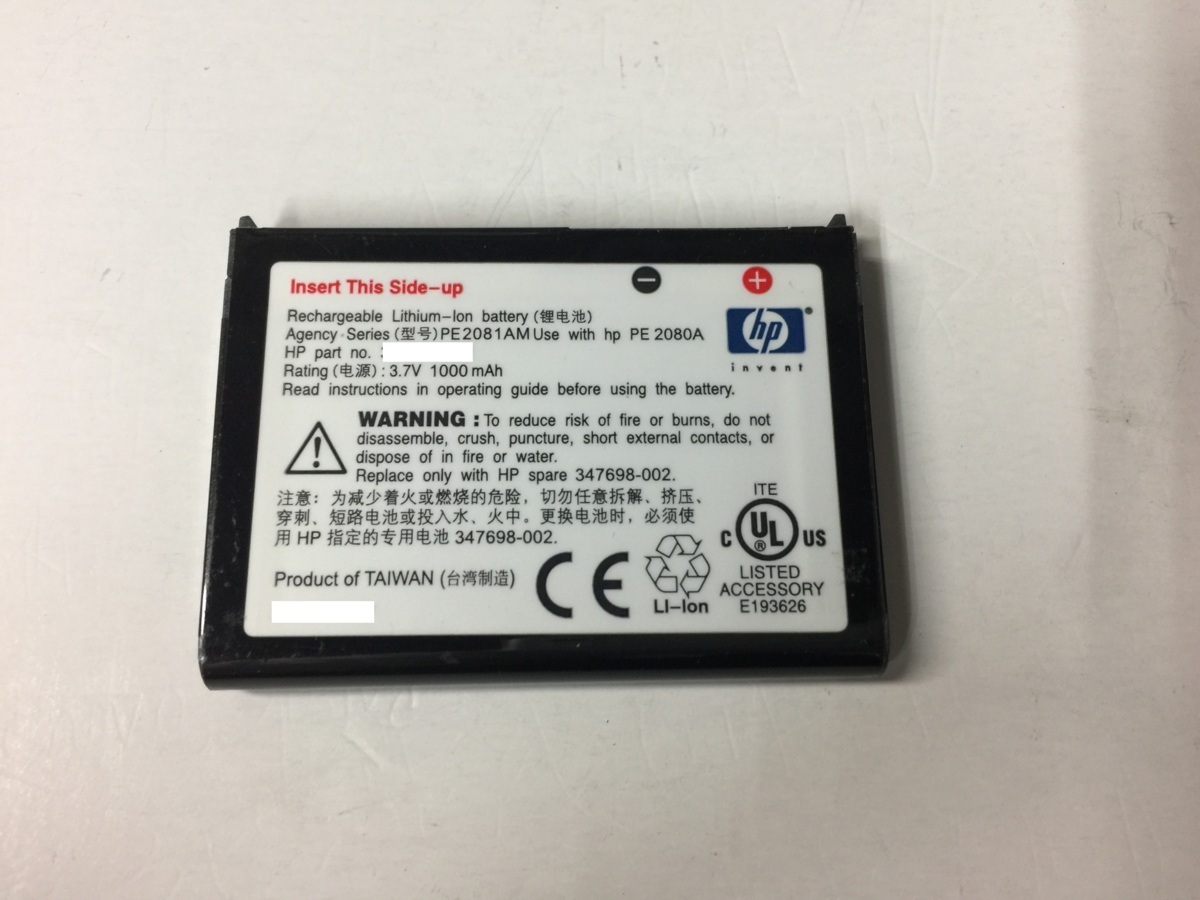 Insert This Side-up
Rechargeable Lithium-Ion battery (锂电池)
Agency Series (型号) PE2081AM Use with hp PE 2080A
HP part no.
Rating (电源) : 3.7V 1000 mAh
Read instructions in operating guide before using the battery.
hp
®
invent
WARNING : To reduce risk of fire or burns, do not
disassemble, crush, puncture, short external contacts, or
dispose of in fire or water.
Replace only with HP spare 347698-002.
注意：为减少着火或燃烧的危险，切勿任意拆解、挤压、
穿刺、短路电池或投入水、火中。更换电池时，必须使
用 HP 指定的专用电池 347698-002.
Product of TAIWAN (台湾制造)
CE
LI-Ion
ITE
C UL ® US
LISTED
ACCESSORY
E193626